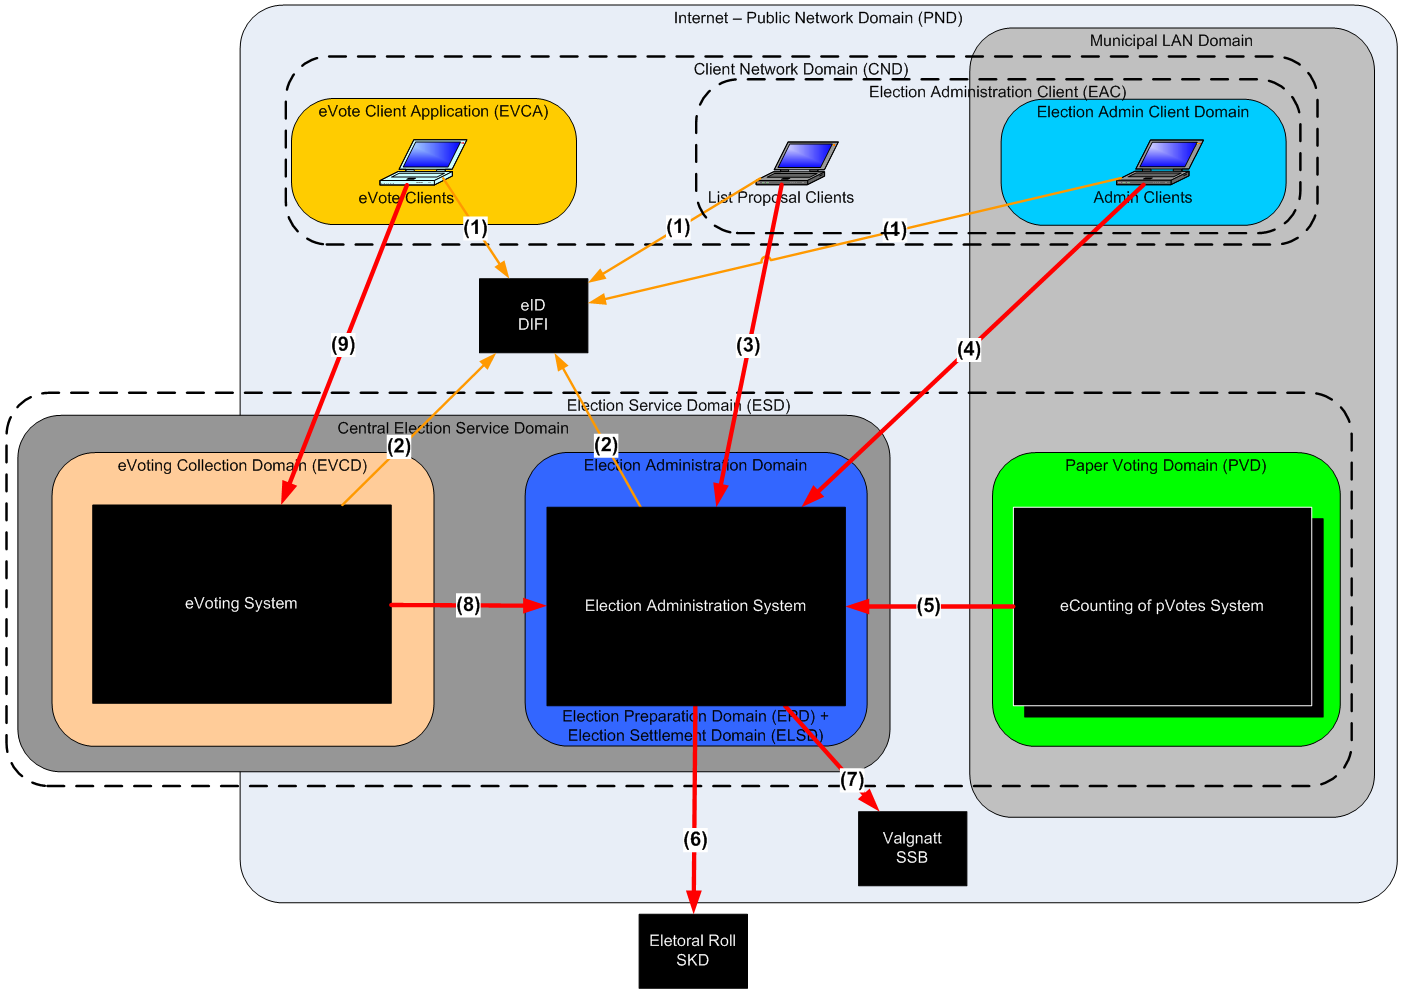 Internet – Public Network Domain (PND)
Municipal LAN Domain
Client Network Domain (CND)
Election Administration Client (EAC)
eVote Client Application (EVCA)
Election Admin Client Domain
eVote Clients
List Proposal Clients
Admin Clients
(1)
(1)
(1)
eID
DIFI
(9)
(3)
(4)
Election Service Domain (ESD)
Central Election Service Domain
(2)
(2)
eVoting Collection Domain (EVCD)
Election Administration Domain
Paper Voting Domain (PVD)
eVoting System
(8)
Election Administration System
(5)
eCounting of pVotes System
Election Preparation Domain (EPD) +
Election Settlement Domain (ELSD)
(7)
(6)
Valgnatt
SSB
Eletoral Roll
SKD